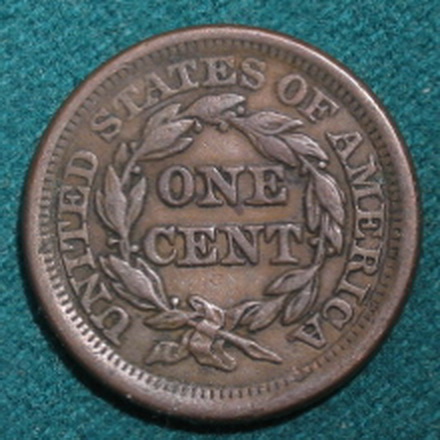 UNITED STATES OF AMERICA
ONE
CENT